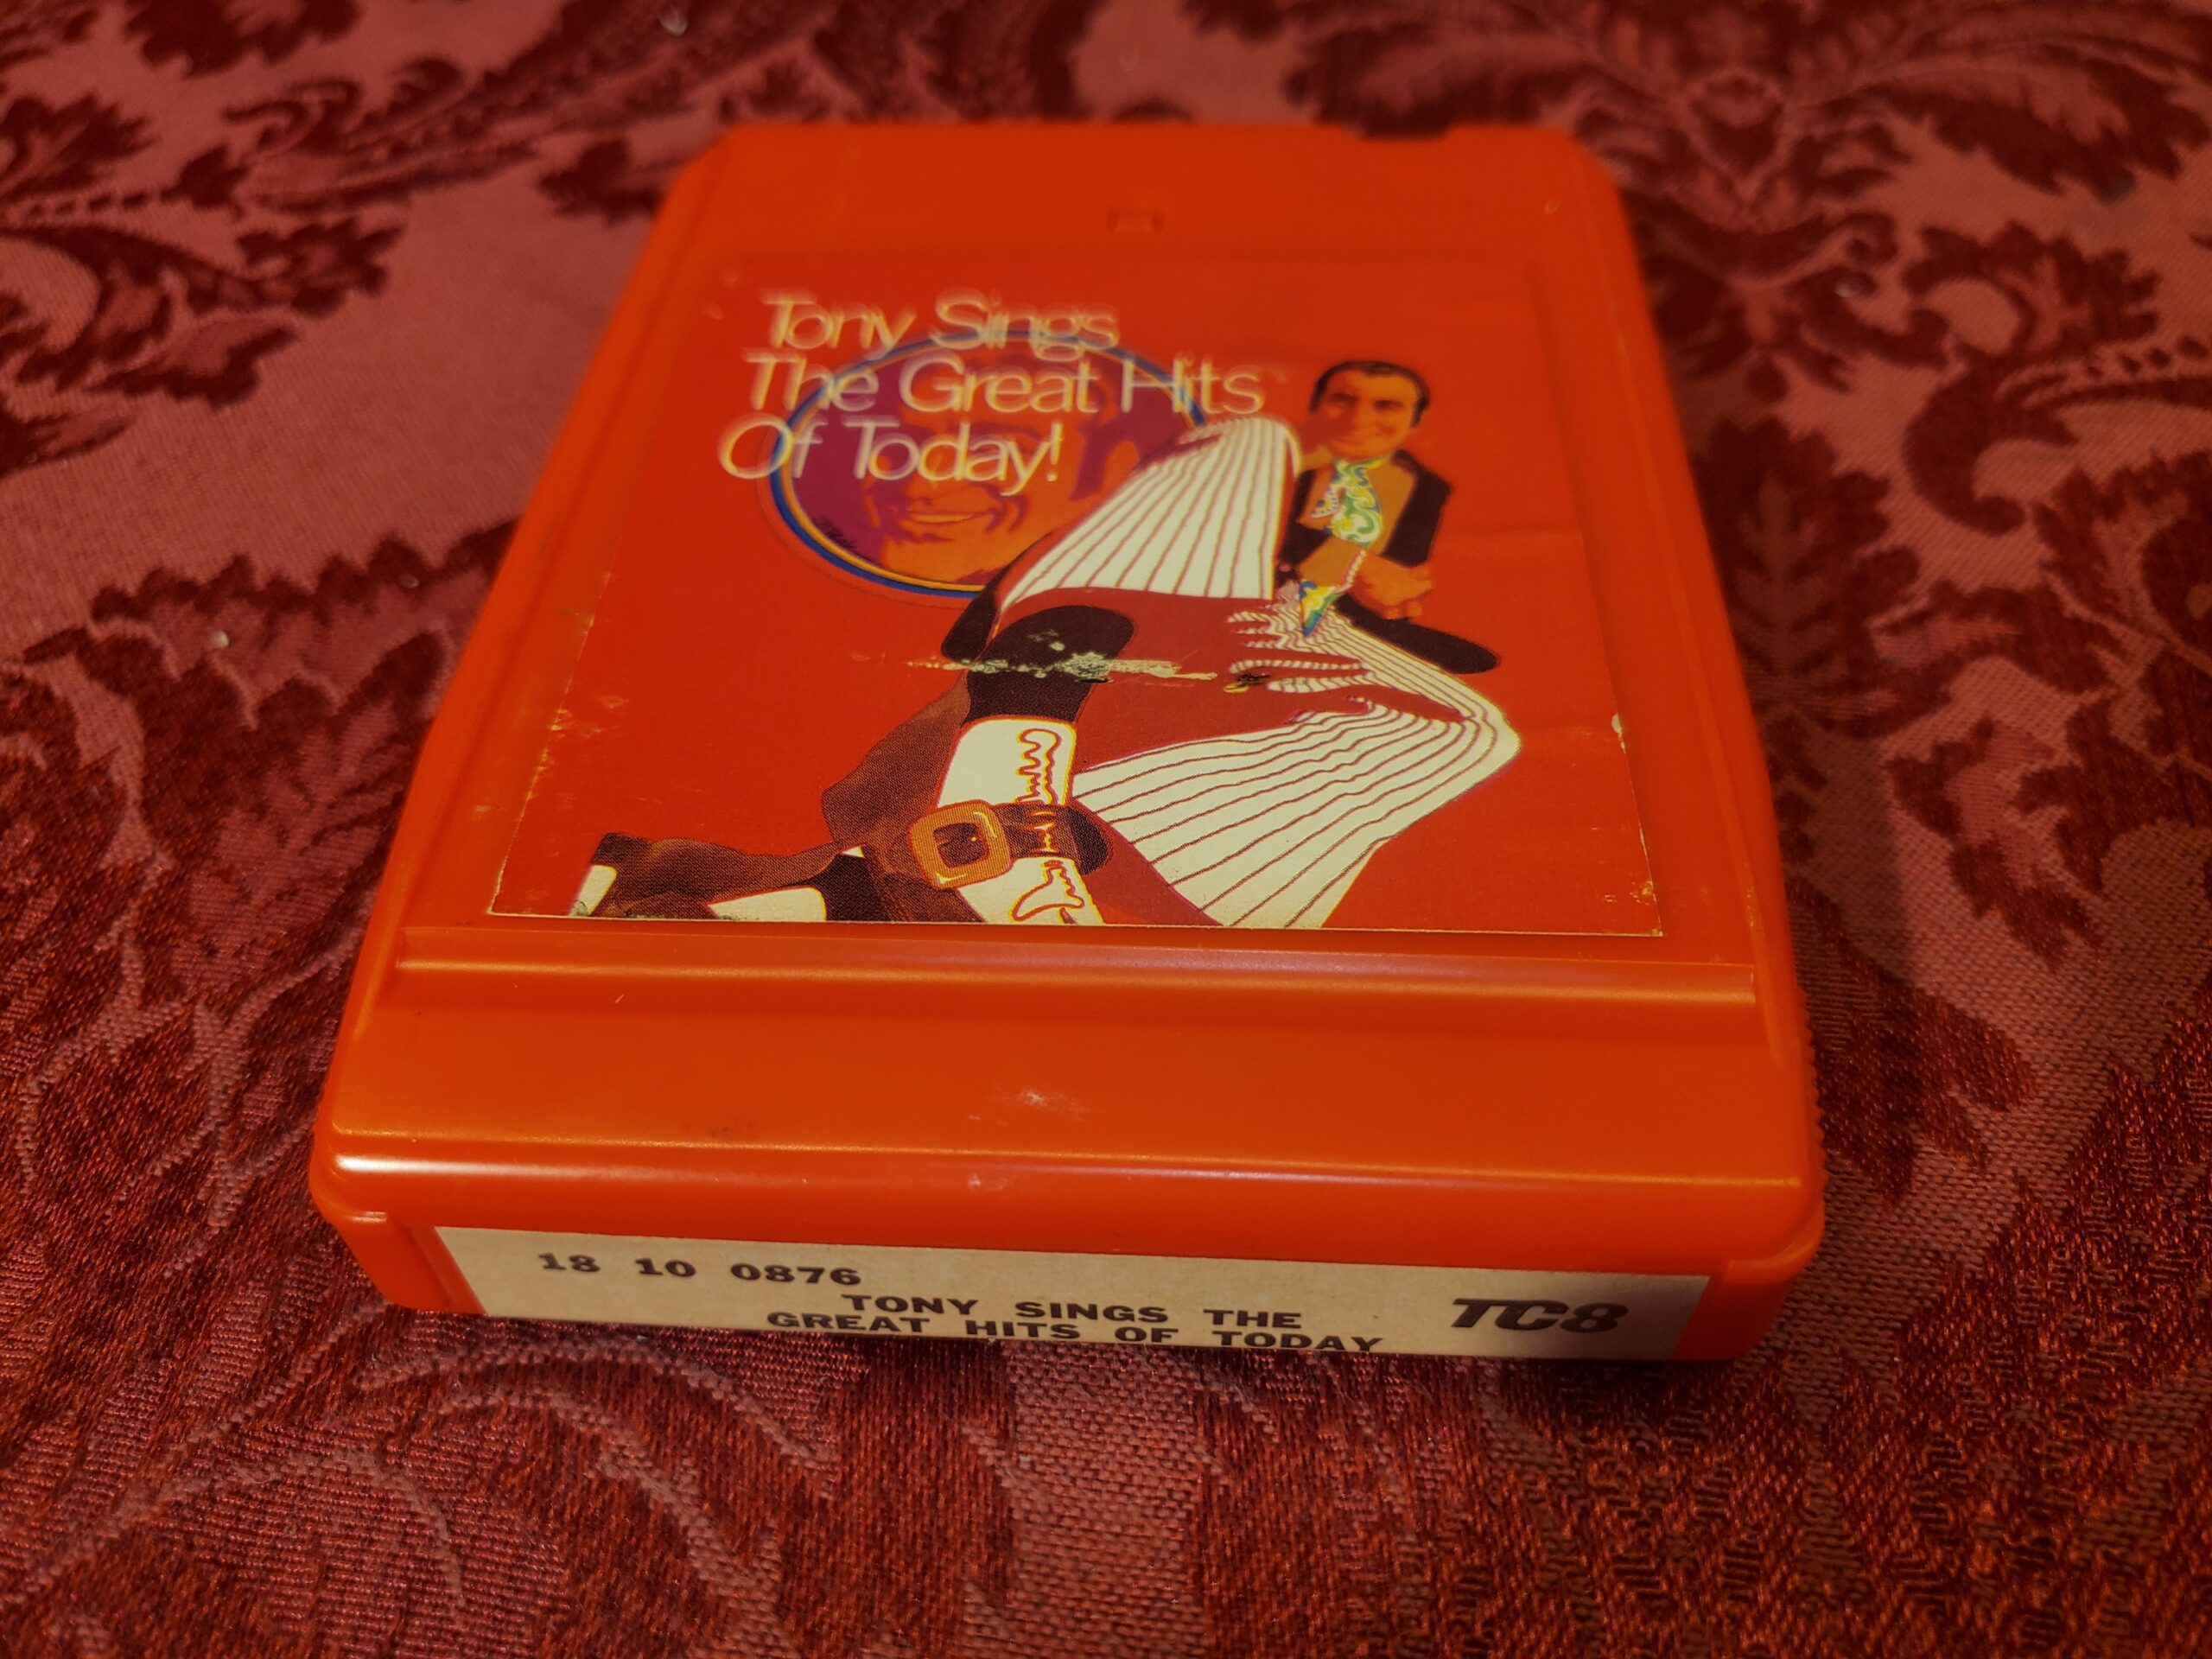 Tony Sings
The Great Hits
Of Today!
18 10 0876
TONY SINGS THE
GREAT HITS OF TODAY
TC8